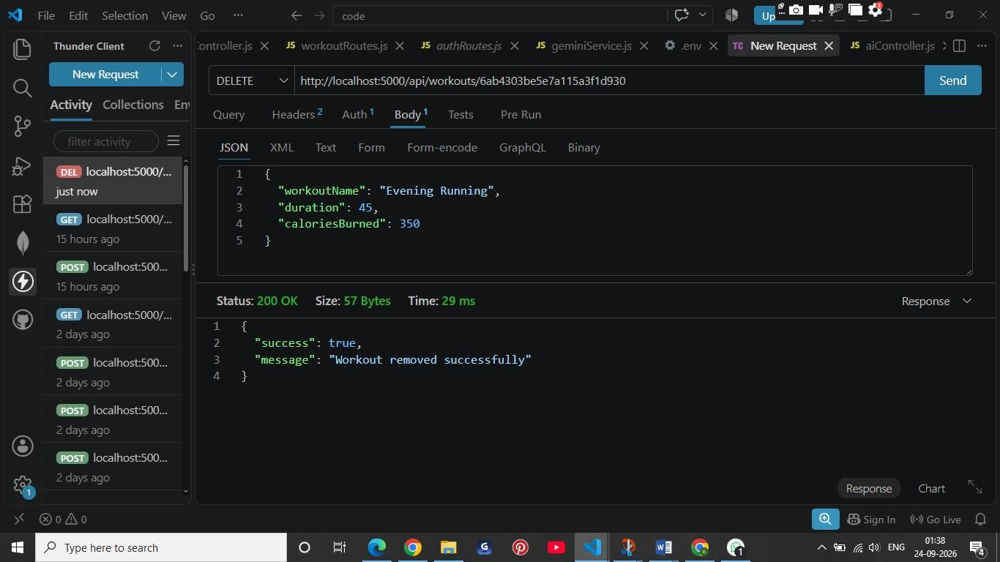 File Edit Selection View Go ··· code Up
Thunder Client ···
Controller.js JS workoutRoutes.js JS authRoutes.js JS geminiService.js .env TC New Request JS aiController.js ···
New Request
DELETE http://localhost:5000/api/workouts/6ab4303be5e7a115a3f1d930 Send
Activity Collections En
Query Headers 2 Auth 1 Body 1 Tests Pre Run
filter activity
JSON XML Text Form Form-encode GraphQL Binary
DEL localhost:5000/...
just now
GET localhost:5000/...
15 hours ago
POST localhost:500...
15 hours ago
GET localhost:5000/...
2 days ago
POST localhost:500...
2 days ago
POST localhost:500...
2 days ago
POST localhost:500...
2 days ago
1 {
2 "workoutName": "Evening Running",
3 "duration": 45,
4 "caloriesBurned": 350
5 }
Status: 200 OK Size: 57 Bytes Time: 29 ms Response
1 {
2 "success": true,
3 "message": "Workout removed successfully"
4 }
Response Chart
1
0 0 Sign In Go Live
Type here to search
1
ENG
01:38
24-09-2026
4